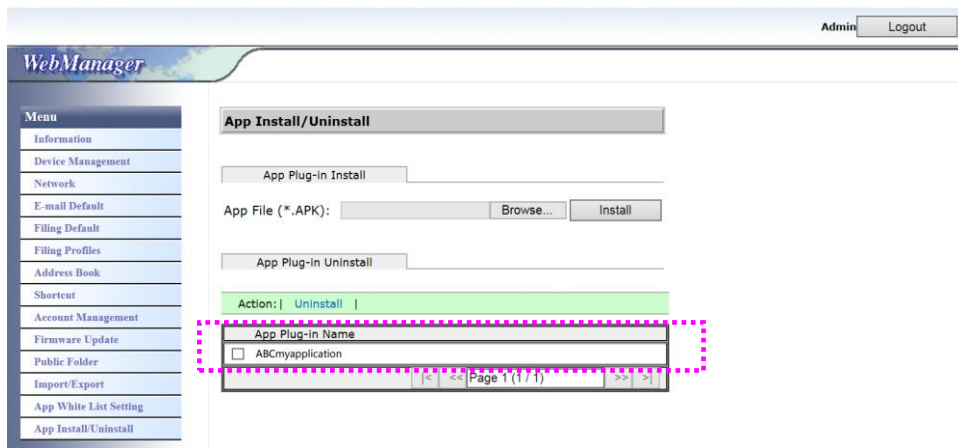 Admin Logout
WebManager
Menu
Information
Device Management
Network
E-mail Default
Filing Default
Filing Profiles
Address Book
Shortcut
Account Management
Firmware Update
Public Folder
Import/Export
App White List Setting
App Install/Uninstall
App Install/Uninstall
App Plug-in Install
App File (*.APK): Browse... Install
App Plug-in Uninstall
Action: | Uninstall |
App Plug-in Name
ABCmyapplication
|< << Page 1 (1 / 1) >> >|